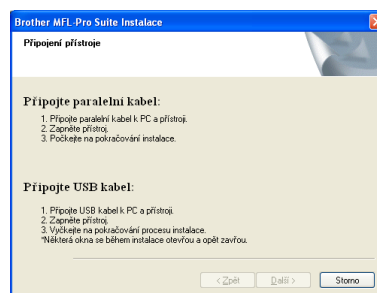 Brother MFL-Pro Suite Instalace
Připojení přístroje
Připojte paralelní kabel:
1. Připojte paralelní kabel k PC a přístroji.
2. Zapněte přístroj.
3. Počkejte na pokračování instalace.
Připojte USB kabel:
1. Připojte USB kabel k PC a přístroji.
2. Zapněte přístroj.
3. Vyčkejte na pokračování procesu instalace.
*Některá okna se během instalace otevřou a opět zavřou.
< Zpět
Další >
Storno